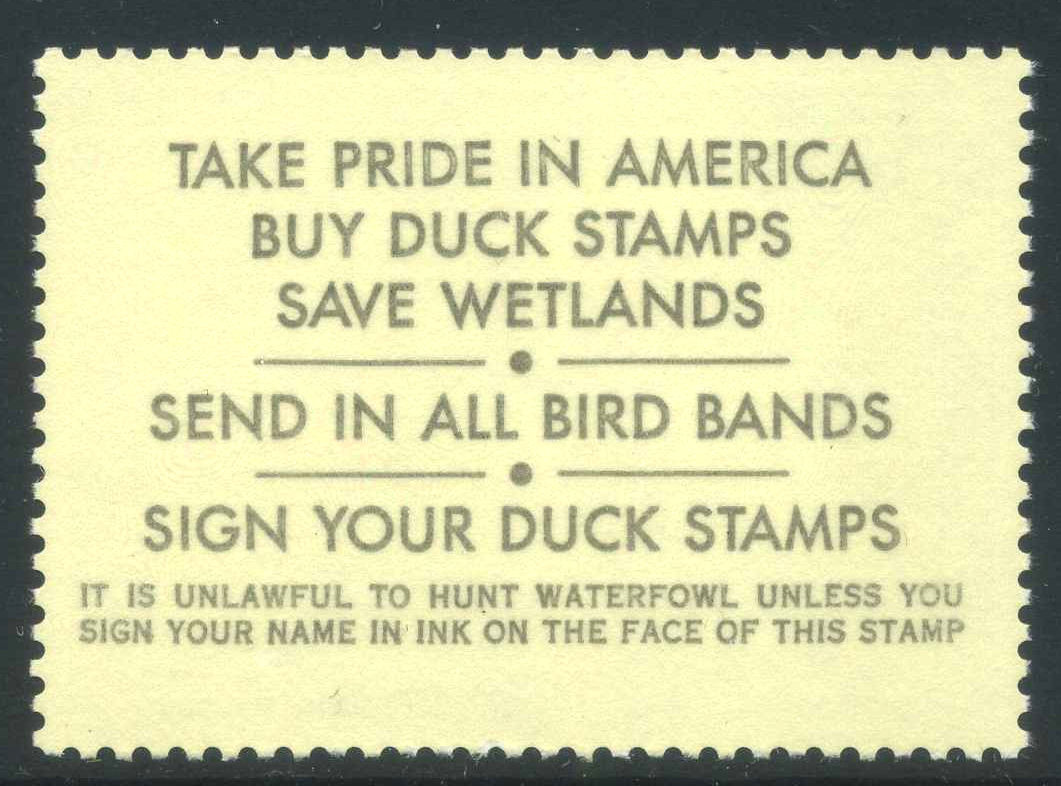 TAKE PRIDE IN AMERICA
BUY DUCK STAMPS
SAVE WETLANDS
SEND IN ALL BIRD BANDS
SIGN YOUR DUCK STAMPS
IT IS UNLAWFUL TO HUNT WATERFOWL UNLESS YOU
SIGN YOUR NAME IN INK ON THE FACE OF THIS STAMP